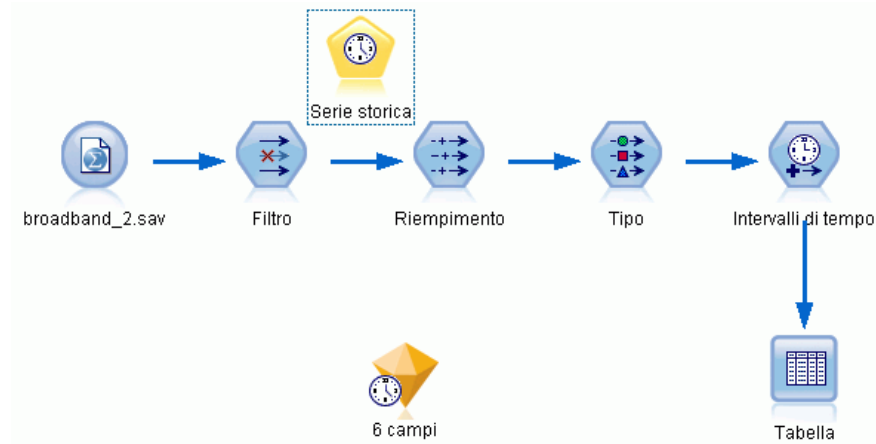 Serie storica
broadband_2.sav
Filtro
Riempimento
Tipo
Intervalli di tempo
6 campi
Tabella